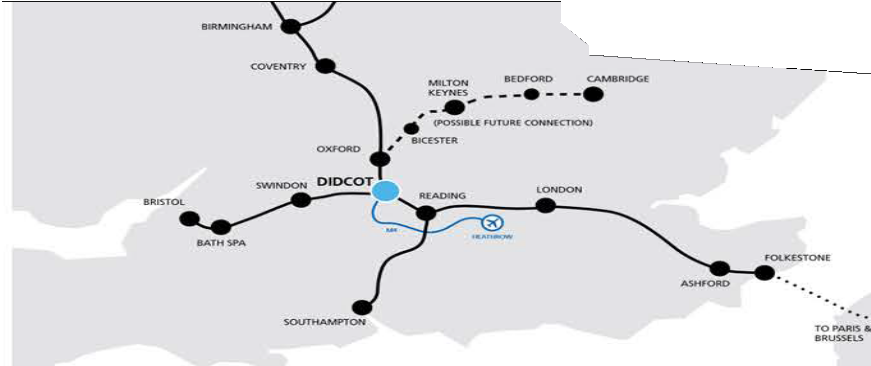 BIRMINGHAM
COVENTRY
MILTON
KEYNES
BEDFORD
CAMBRIDGE
(POSSIBLE FUTURE CONNECTION)
BICESTER
OXFORD
DIDCOT
SWINDON
READING
LONDON
BRISTOL
BATH SPA
HEATHROW
FOLKESTONE
ASHFORD
SOUTHAMPTON
TO PARIS &
BRUSSELS